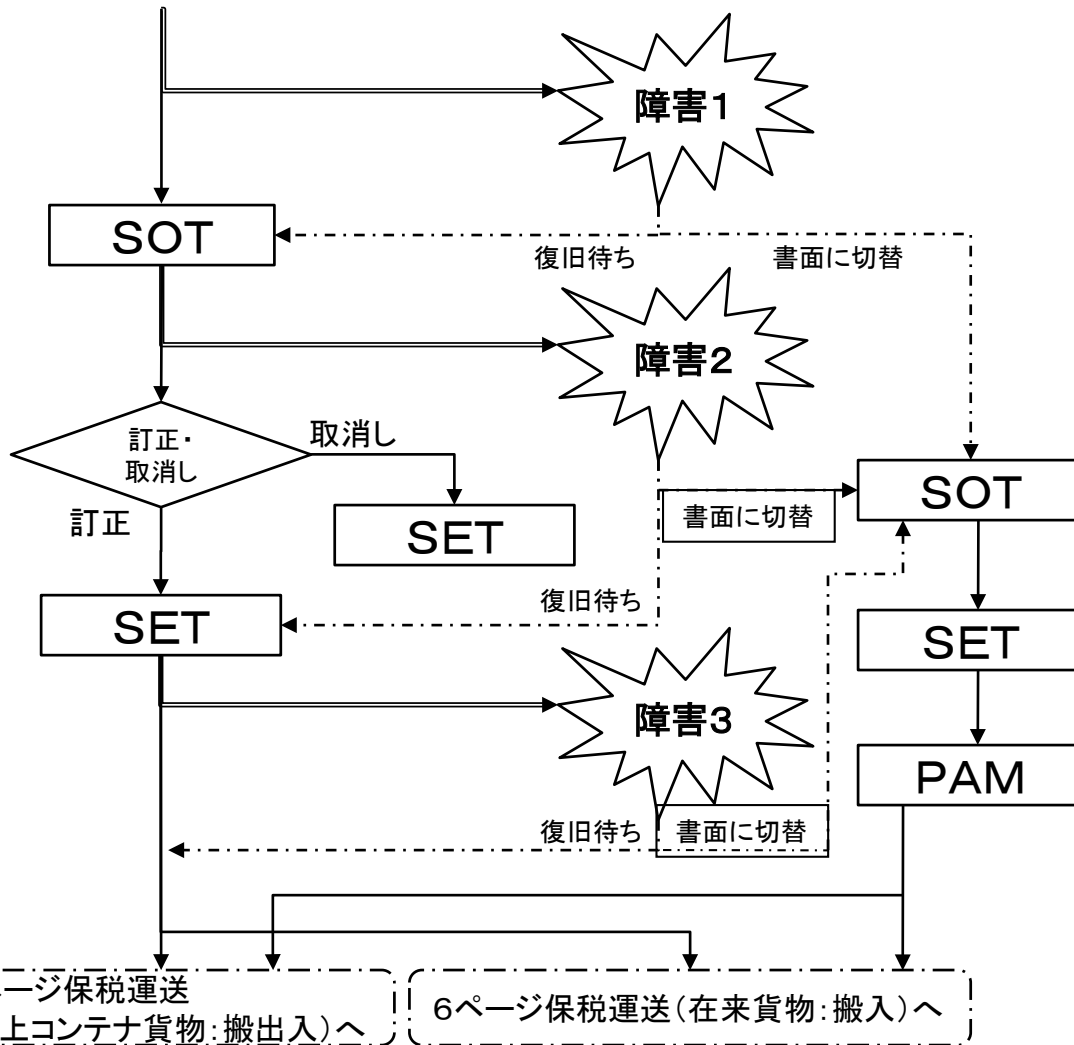 障害1
SOT
復旧待ち
書面に切替
障害2
訂正・
取消し
取消し
SOT
書面に切替
訂正
SET
復旧待ち
SET
SET
障害3
PAM
復旧待ち
書面に切替
ージ保税運送
上コンテナ貨物:搬出入)へ
6ページ保税運送(在来貨物:搬入)へ